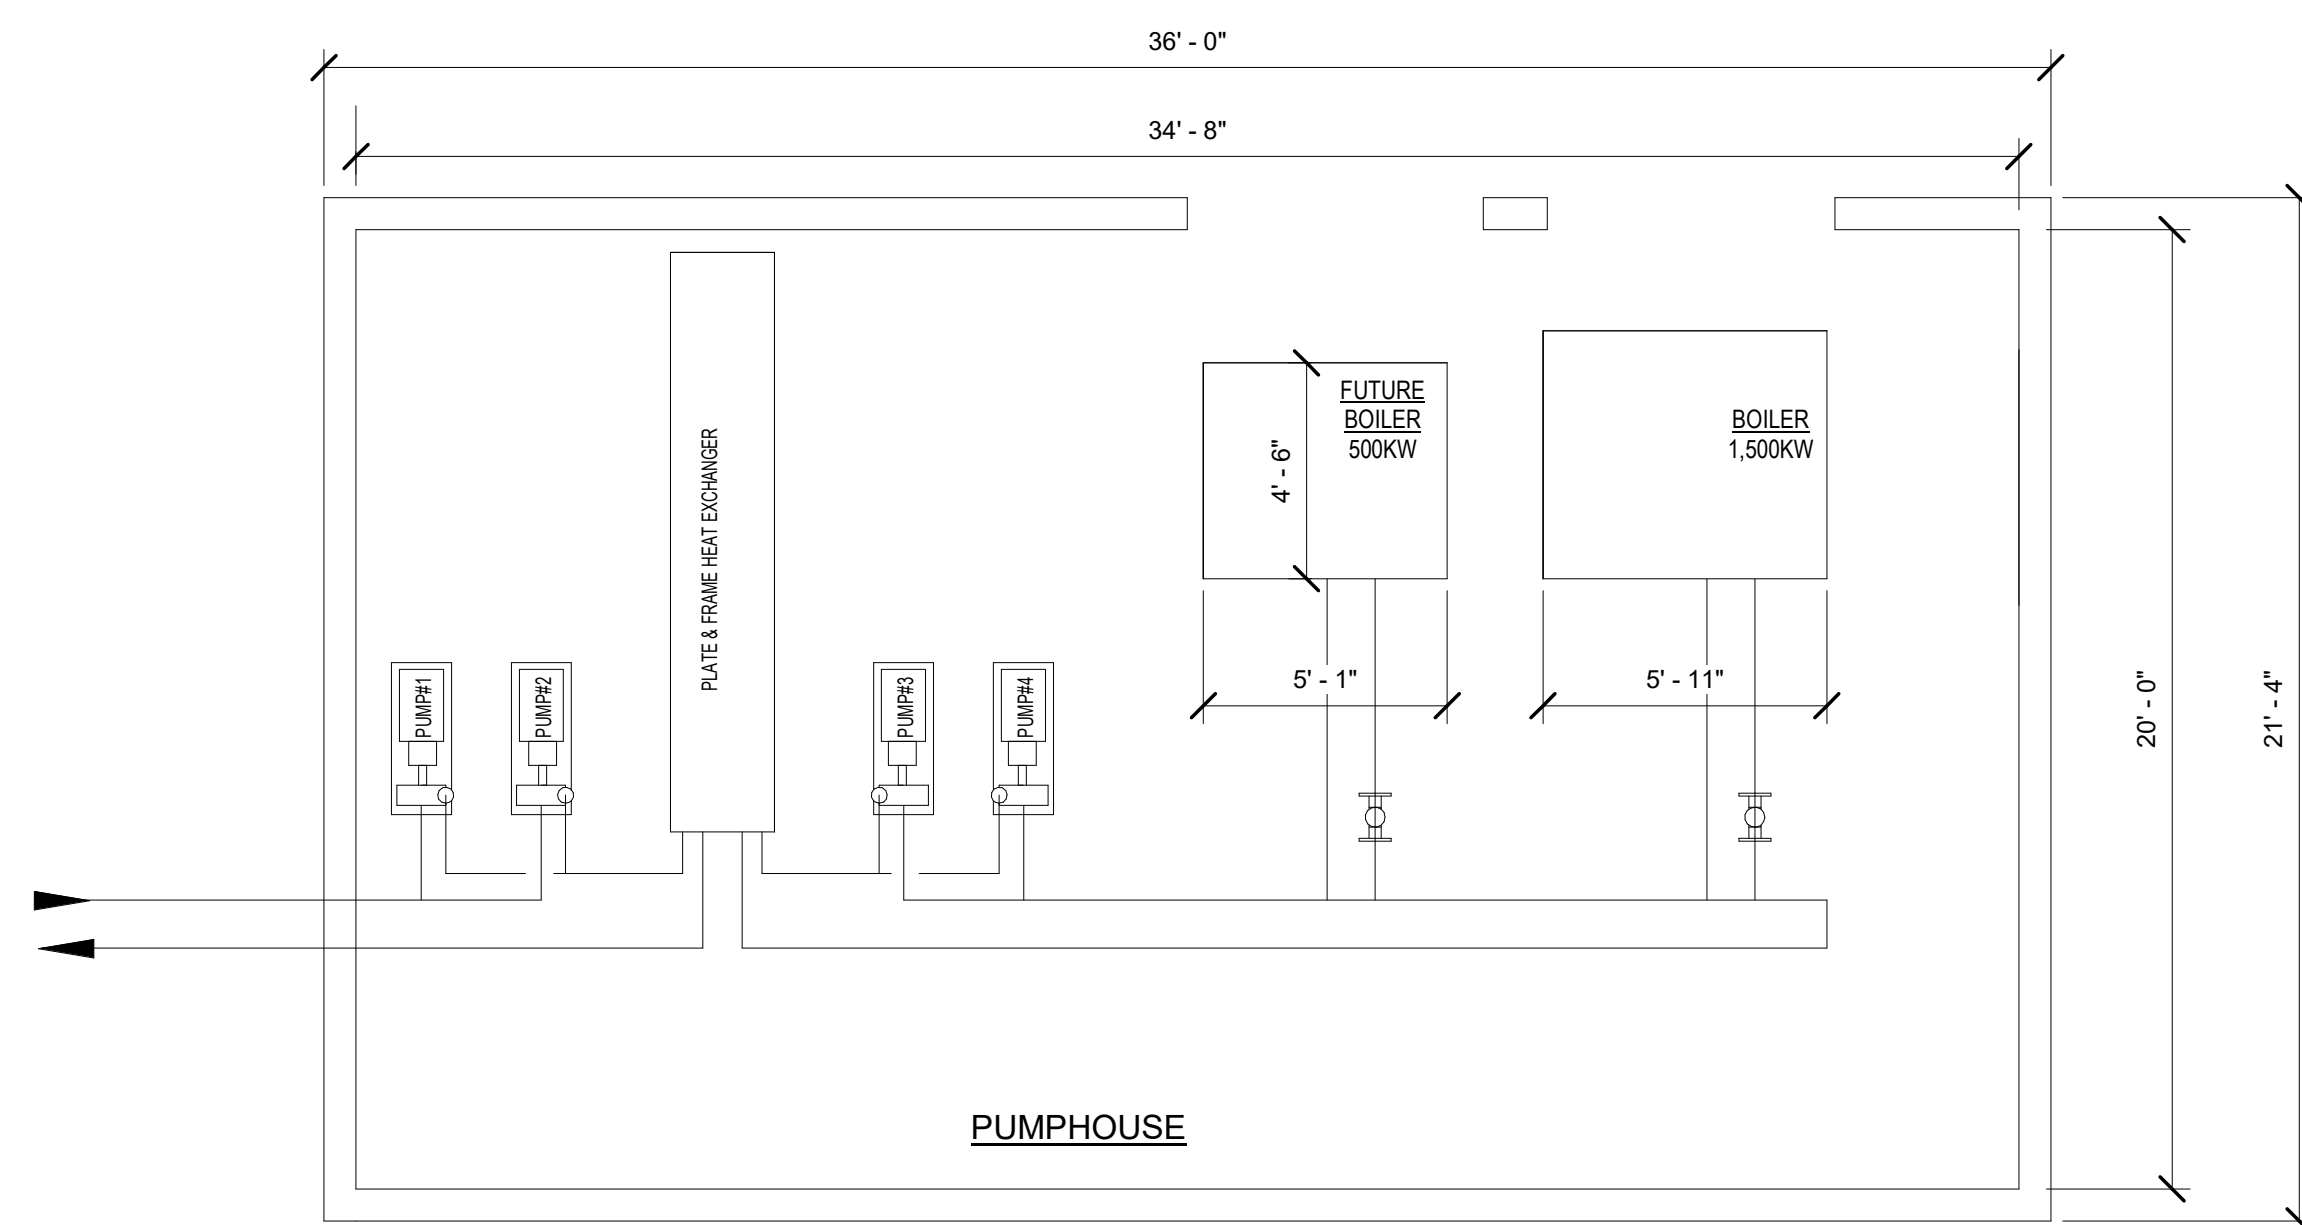 36' - 0"
34' - 8"
FUTURE
BOILER
500KW
BOILER
1,500KW
4' - 6"
PLATE & FRAME HEAT EXCHANGER
PUMP#1
PUMP#2
PUMP#3
PUMP#4
5' - 1"
5' - 11"
20' - 0"
21' - 4"
PUMPHOUSE